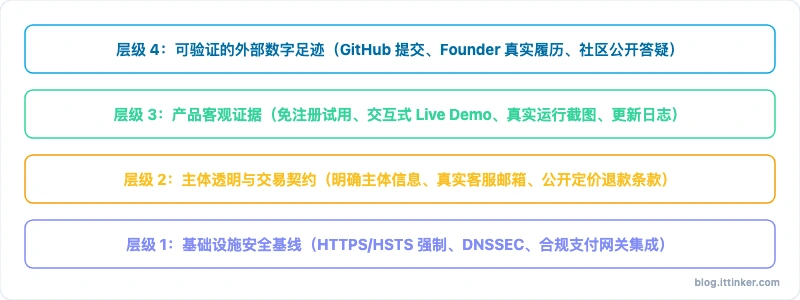 层级 4：可验证的外部数字足迹（GitHub 提交、Founder 真实履历、社区公开答疑）
层级 3：产品客观证据（免注册试用、交互式 Live Demo、真实运行截图、更新日志）
层级 2：主体透明与交易契约（明确主体信息、真实客服邮箱、公开定价退款条款）
层级 1：基础设施安全基线（HTTPS/HSTS 强制、DNSSEC、合规支付网关集成）
blog.ittinker.com